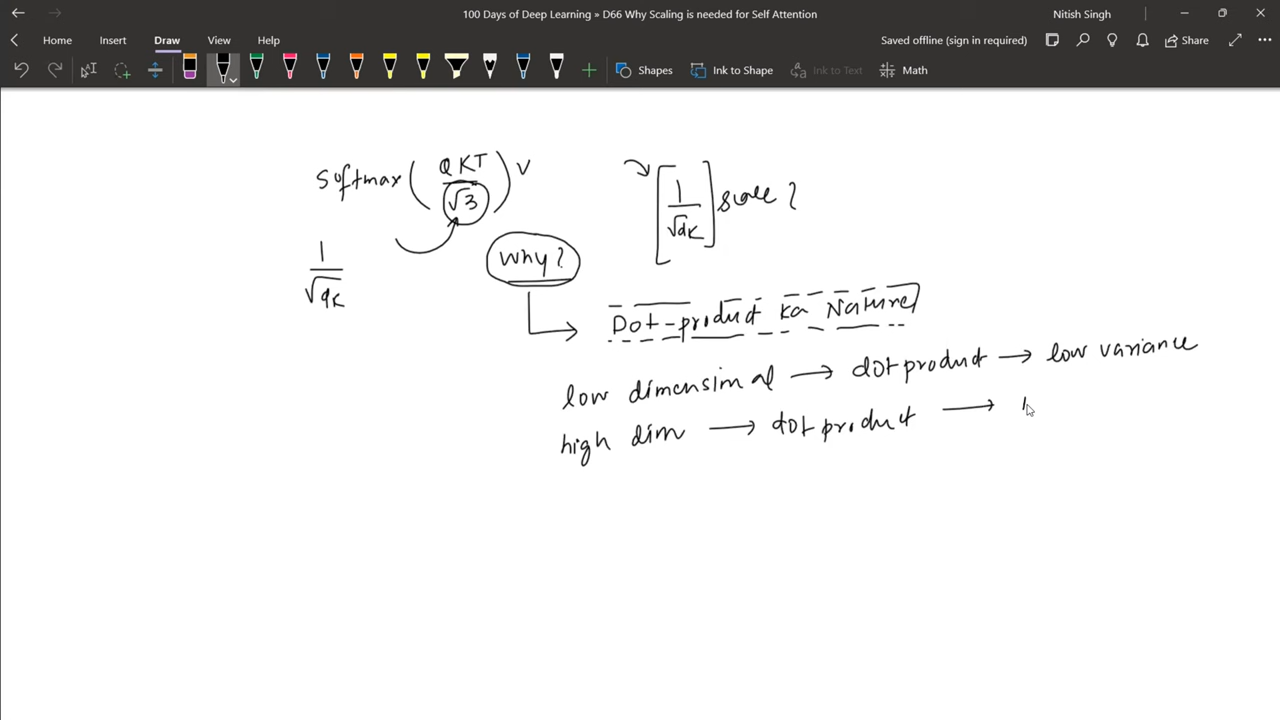 100 Days of Deep Learning » D66 Why Scaling is needed for Self Attention
Nitish Singh
Home Insert Draw View Help
Saved offline (sign in required)
Share
Shapes Ink to Shape Ink to Text Math
Softmax (QKT / √3) V
[1 / √dK] scale?
1 / √dK
Why?
Dot-product ka Nature
low dimensimal → dot product → low variance
high dim → dot product →